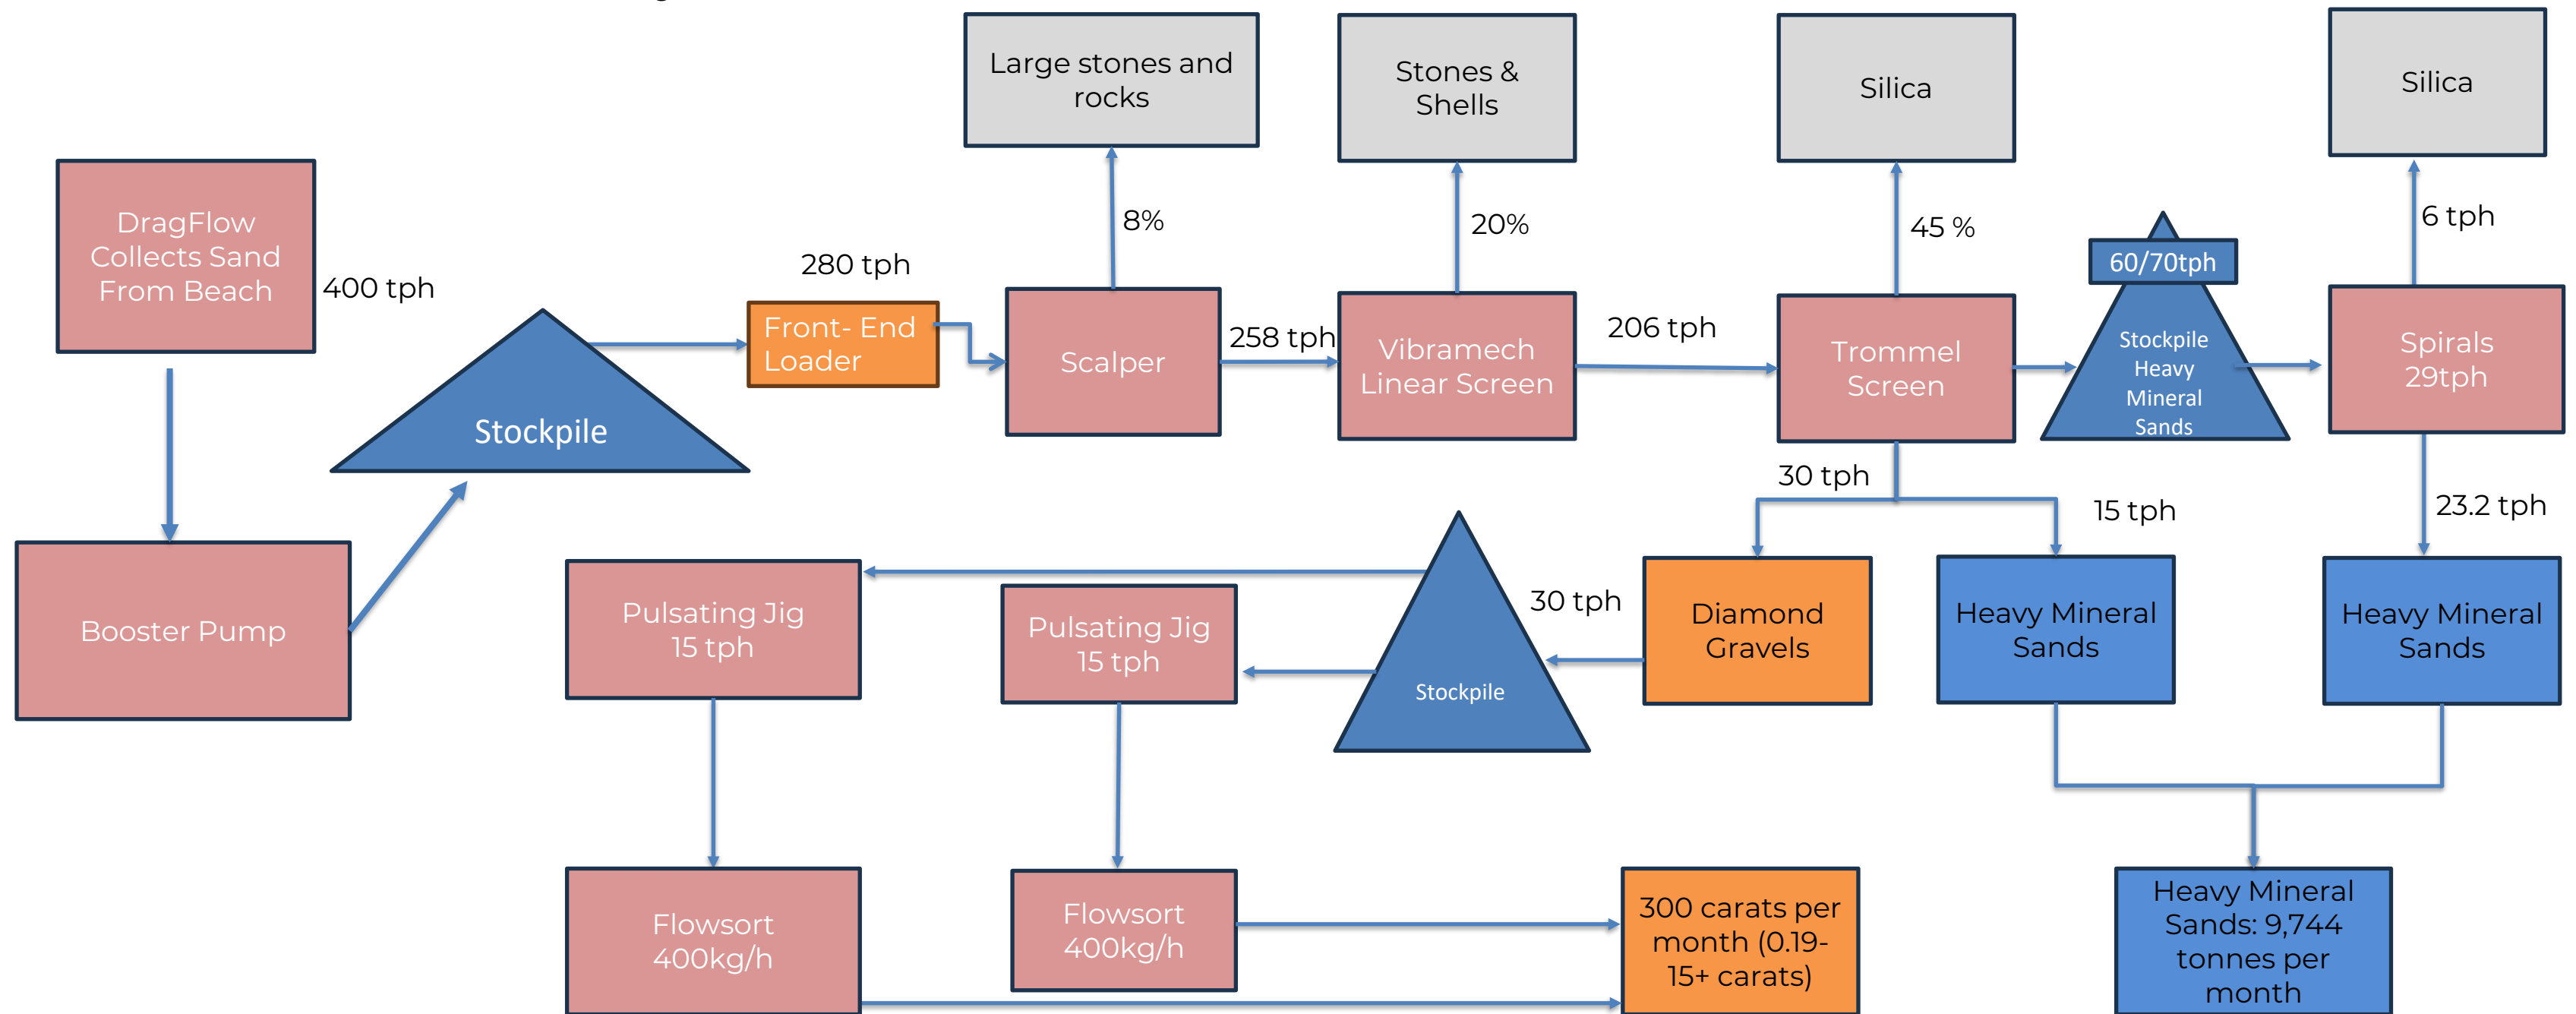 Large stones and
rocks
Stones &
Shells
Silica
Silica
DragFlow
Collects Sand
From Beach
400 tph
280 tph
8%
20%
45 %
60/70tph
6 tph
Front- End
Loader
Scalper
258 tph
Vibramech
Linear Screen
206 tph
Trommel
Screen
Stockpile
Heavy
Mineral
Sands
Spirals
29tph
Stockpile
30 tph
15 tph
23.2 tph
Booster Pump
Pulsating Jig
15 tph
Pulsating Jig
15 tph
Stockpile
30 tph
Diamond
Gravels
Heavy Mineral
Sands
Heavy Mineral
Sands
Flowsort
400kg/h
Flowsort
400kg/h
300 carats per
month (0.19-
15+ carats)
Heavy Mineral
Sands: 9,744
tonnes per
month